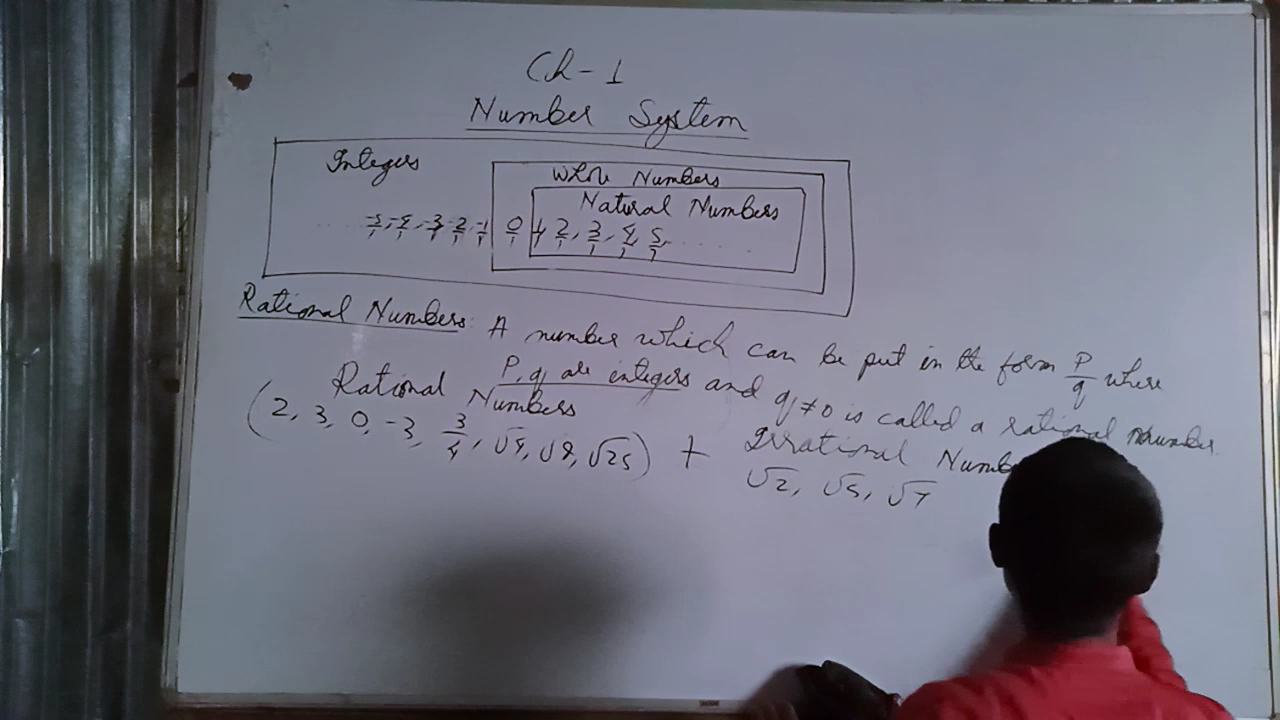 Ch-1
Number System
Integers
Whole Numbers
Natural Numbers
..... -5/1, -4/1, -3/1, -2/1, -1/1, 0/1, 1/1, 2/1, 3/1, 4/1, 5/1, .....
Rational Numbers: A number which can be put in the form P/q where
P, q are integers and q ≠ 0 is called a rational number
Rational Numbers
(2, 3, 0, -3, 3/4, √4, √9, √25) + Irrational
√2, √5, √7